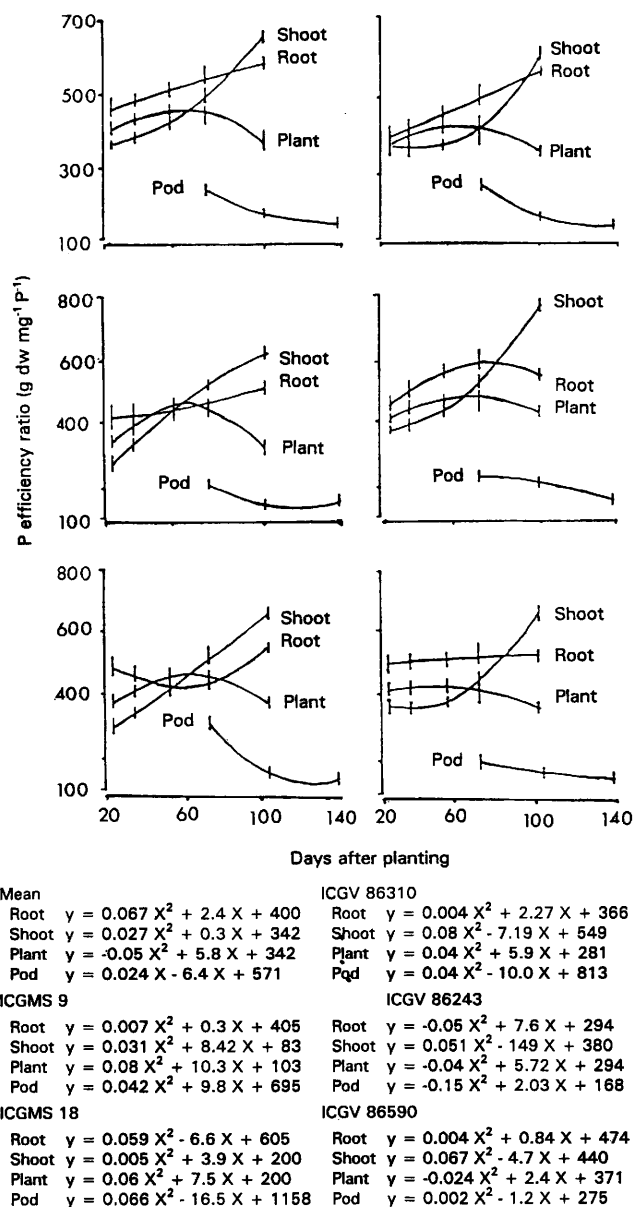 700
500
300
100
Shoot
Root
Plant
Pod
Shoot
Root
Plant
Pod
P efficiency ratio (g dw mg⁻¹ P⁻¹)
800
600
400
100
Shoot
Root
Plant
Pod
Shoot
Root
Plant
Pod
800
600
400
100
Shoot
Root
Plant
Pod
Shoot
Root
Plant
Pod
20 60 100 140 20 60 100 140
Days after planting
Mean
Root y = 0.067 X² + 2.4 X + 400
Shoot y = 0.027 X² + 0.3 X + 342
Plant y = -0.05 X² + 5.8 X + 342
Pod y = 0.024 X - 6.4 X + 571
ICGV 86310
Root y = 0.004 X² + 2.27 X + 366
Shoot y = 0.08 X² - 7.19 X + 549
Plant y = 0.04 X² + 5.9 X + 281
Pod y = 0.04 X² - 10.0 X + 813
ICGMS 9
Root y = 0.007 X² + 0.3 X + 405
Shoot y = 0.031 X² + 8.42 X + 83
Plant y = 0.08 X² + 10.3 X + 103
Pod y = 0.042 X² + 9.8 X + 695
ICGV 86243
Root y = -0.05 X² + 7.6 X + 294
Shoot y = 0.051 X² - 149 X + 380
Plant y = -0.04 X² + 5.72 X + 294
Pod y = -0.15 X² + 2.03 X + 168
ICGMS 18
Root y = 0.059 X² - 6.6 X + 605
Shoot y = 0.005 X² + 3.9 X + 200
Plant y = 0.06 X² + 7.5 X + 200
Pod y = 0.066 X² - 16.5 X + 1158
ICGV 86590
Root y = 0.004 X² + 0.84 X + 474
Shoot y = 0.067 X² - 4.7 X + 440
Plant y = -0.024 X² + 2.4 X + 371
Pod y = 0.002 X² - 1.2 X + 275